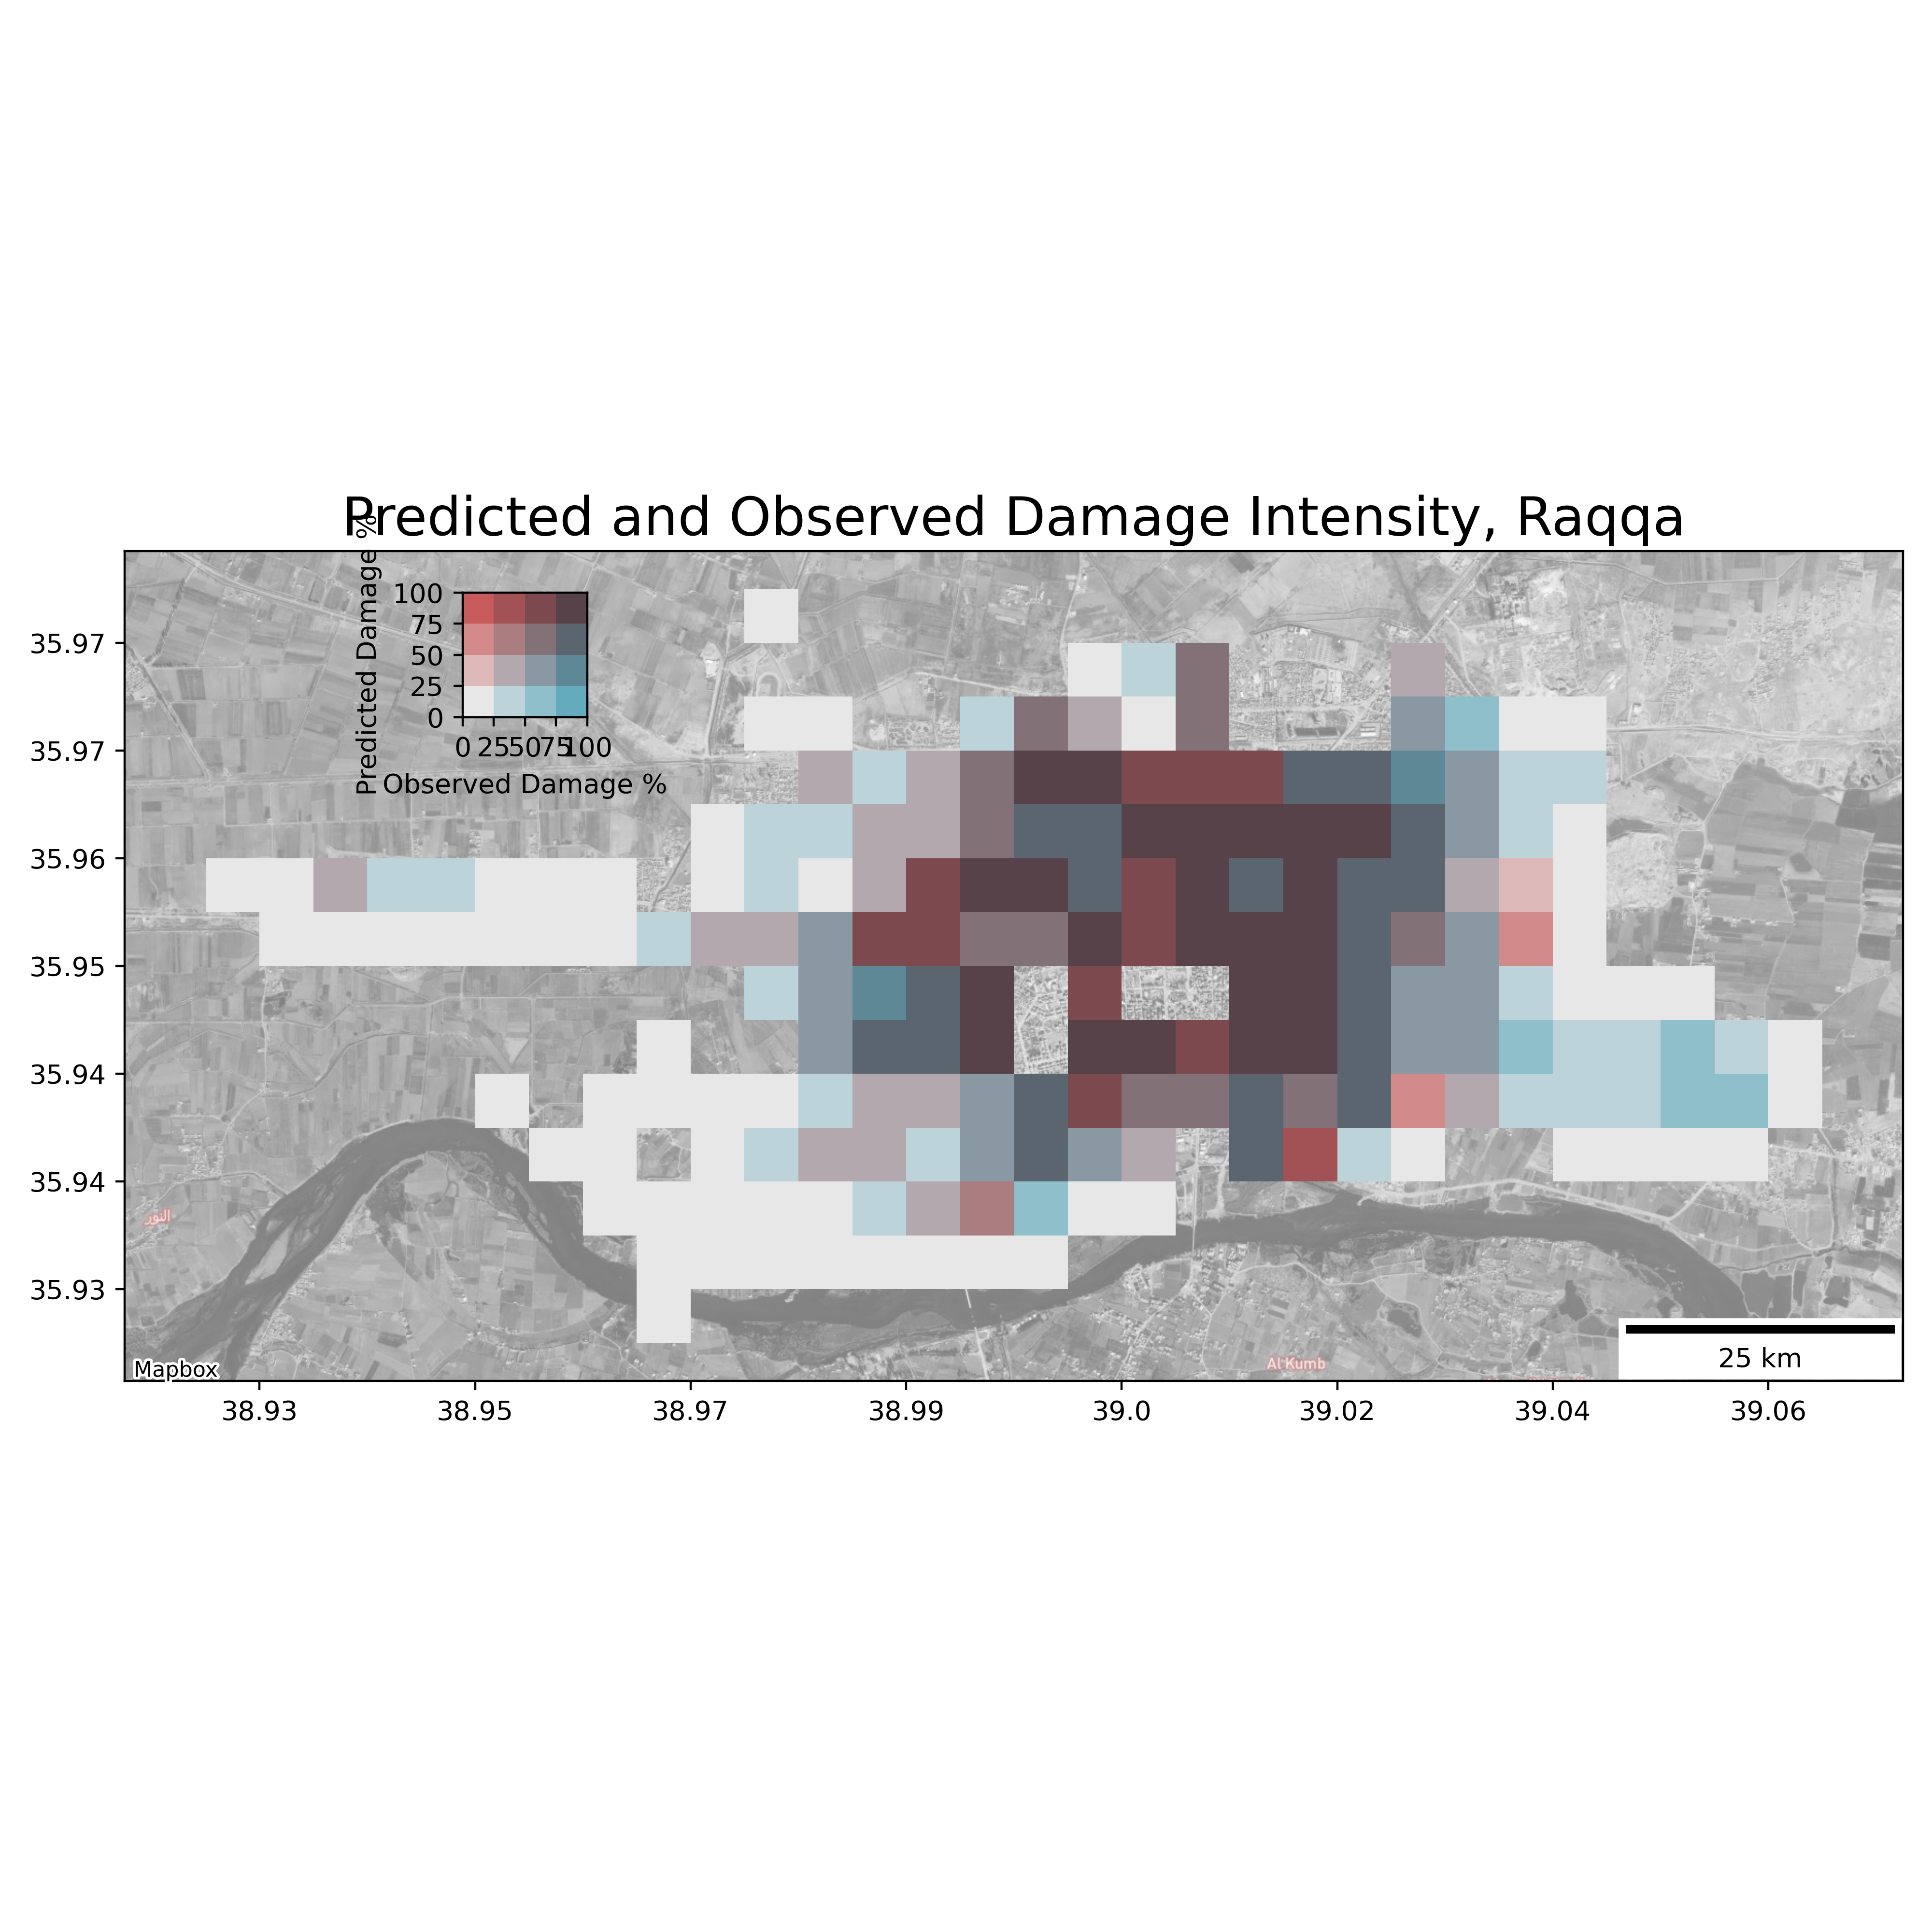 Predicted and Observed Damage Intensity, Raqqa
Predicted Damage %
100
75
50
25
0
0 25 50 75 100
Observed Damage %
35.97
35.97
35.96
35.95
35.94
35.94
35.93
النور
Al Kumb
Mapbox
25 km
38.93 38.95 38.97 38.99 39.0 39.02 39.04 39.06